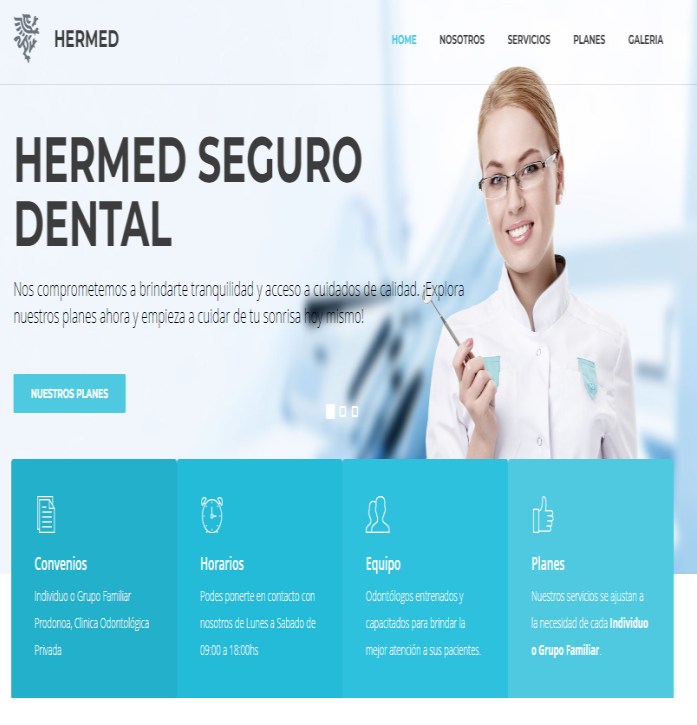 HERMED
HOME NOSOTROS SERVICIOS PLANES GALERIA
HERMED SEGURO
DENTAL
Nos comprometemos a brindarte tranquilidad y acceso a cuidados de calidad. ¡Explora
nuestros planes ahora y empieza a cuidar de tu sonrisa hoy mismo!
NUESTROS PLANES
Convenios
Individuo o Grupo Familiar
Prodonoa, Clinica Odontológica
Privada
Horarios
Podes ponerte en contacto con
nosotros de Lunes a Sabado de
09:00 a 18:00hs
Equipo
Odontólogos entrenados y
capacitados para brindar la
mejor atención a sus pacientes.
Planes
Nuestros servicios se ajustan a
la necesidad de cada Individuo
o Grupo Familiar.